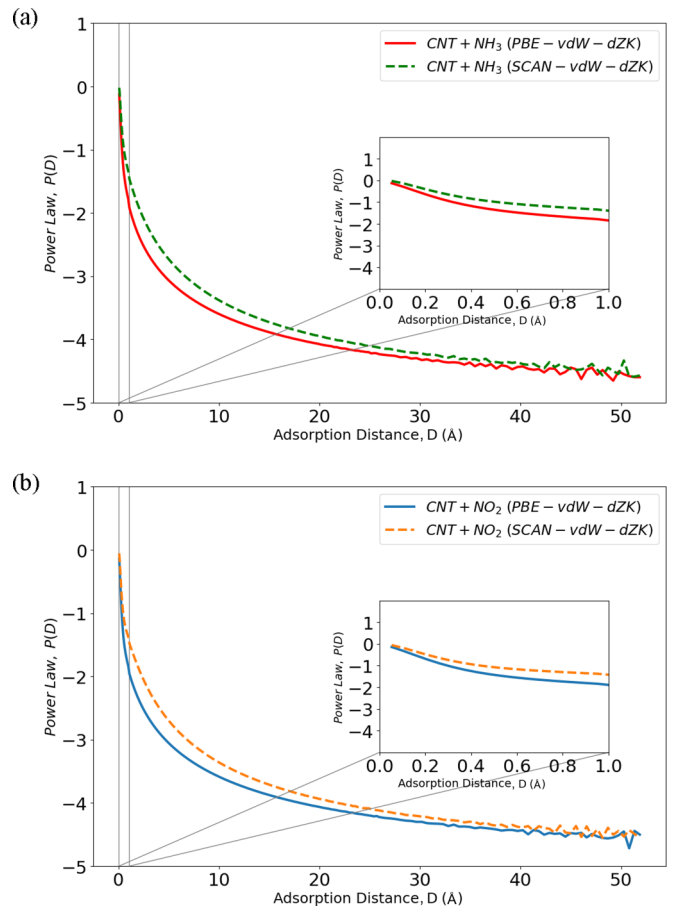 (a)
1
0
−1
−2
−3
−4
−5
Power Law, P(D)
CNT + NH₃ (PBE − vdW − dZK)
CNT + NH₃ (SCAN − vdW − dZK)
2
1
0
−1
−2
−3
−4
Power Law, P(D)
0.0 0.2 0.4 0.6 0.8 1.0
Adsorption Distance, D (Å)
0 10 20 30 40 50
Adsorption Distance, D (Å)
(b)
1
0
−1
−2
−3
−4
−5
Power Law, P(D)
CNT + NO₂ (PBE − vdW − dZK)
CNT + NO₂ (SCAN − vdW − dZK)
1
0
−1
−2
−3
−4
Power Law, P(D)
0.0 0.2 0.4 0.6 0.8 1.0
Adsorption Distance, D (Å)
0 10 20 30 40 50
Adsorption Distance, D (Å)